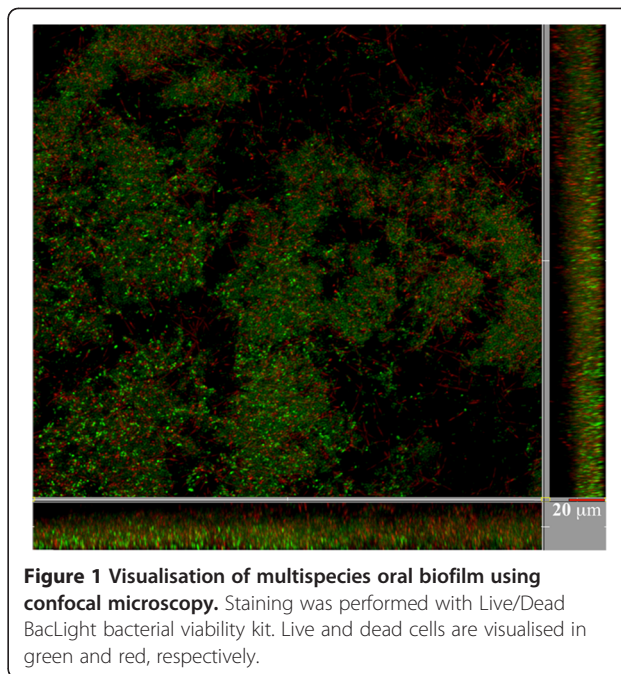 20 μm
Figure 1 Visualisation of multispecies oral biofilm using
confocal microscopy. Staining was performed with Live/Dead
BacLight bacterial viability kit. Live and dead cells are visualised in
green and red, respectively.